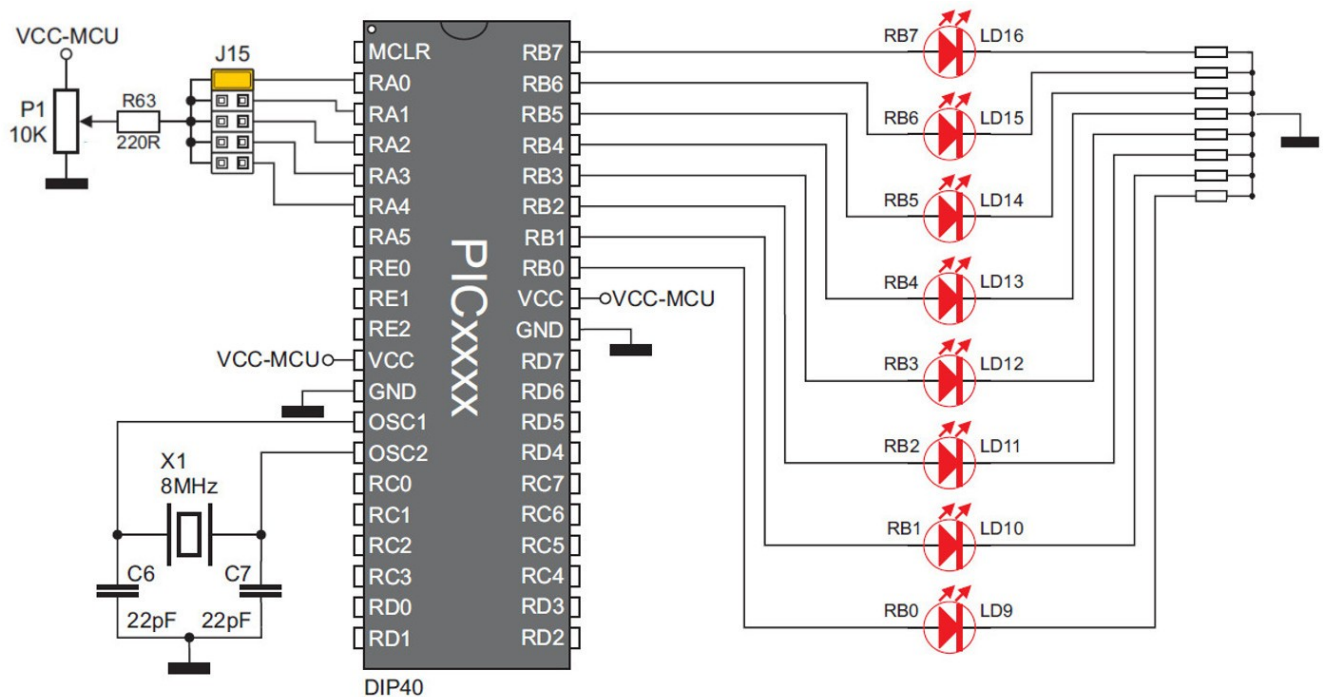 VCC-MCU
P1
10K
R63
220R
J15
MCLR
RA0
RA1
RA2
RA3
RA4
RA5
RE0
RE1
RE2
VCC-MCU
VCC
GND
OSC1
OSC2
RC0
RC1
RC2
RC3
RD0
RD1
X1
8MHz
C6
C7
22pF
22pF
PICxxxx
DIP40
RB7
RB6
RB5
RB4
RB3
RB2
RB1
RB0
VCC
VCC-MCU
GND
RD7
RD6
RD5
RD4
RC7
RC6
RC5
RC4
RD3
RD2
RB7 LD16
RB6 LD15
RB5 LD14
RB4 LD13
RB3 LD12
RB2 LD11
RB1 LD10
RB0 LD9